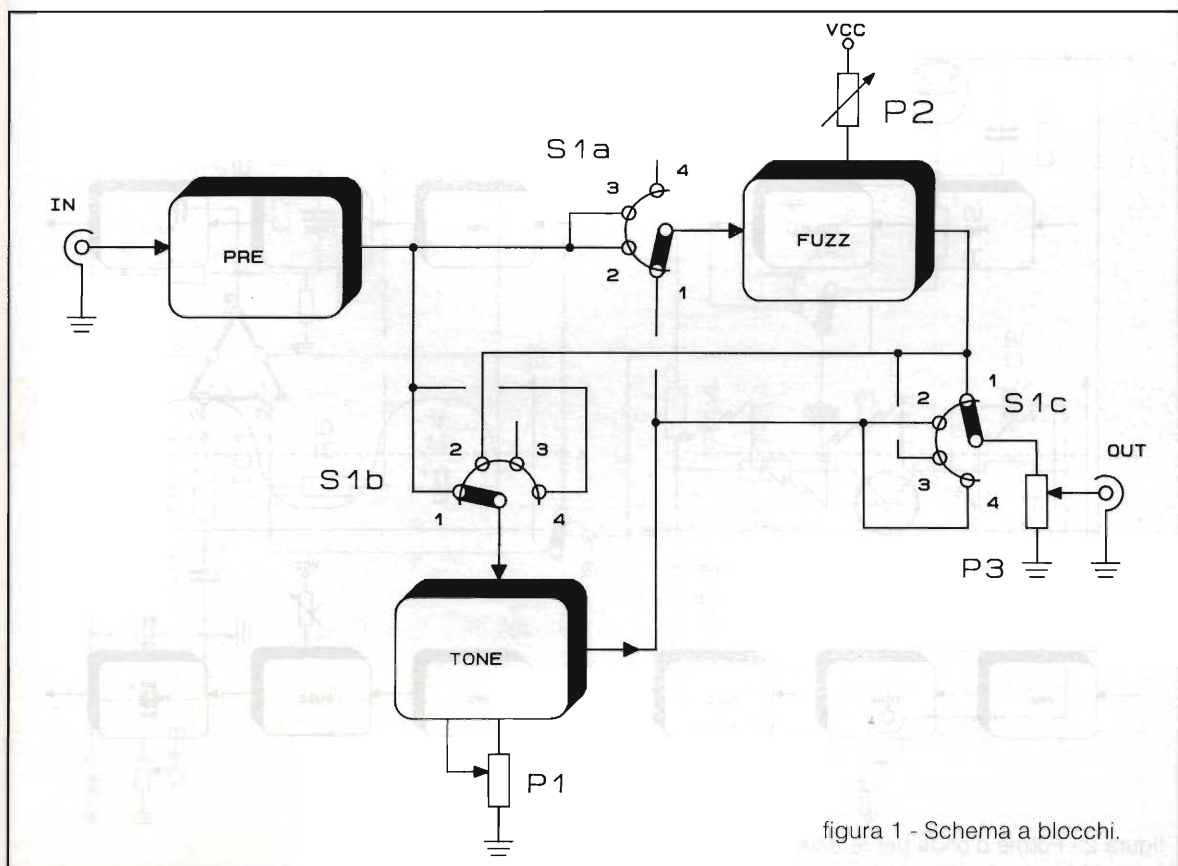 VCC
P2
S1a
4
3
IN
PRE
FUZZ
2
1
1
2
S1c
2
3
OUT
S1b
3
1
4
4
P3
TONE
P1
figura 1 - Schema a blocchi.